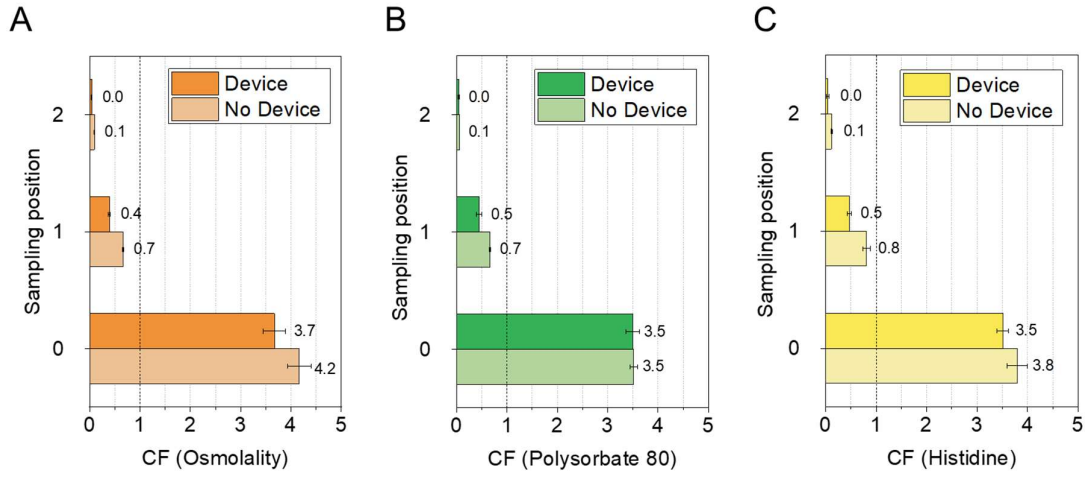 A
Device
No Device
Sampling position
2
0.0
0.1
1
0.4
0.7
0
3.7
4.2
0 1 2 3 4 5
CF (Osmolality)
B
Device
No Device
Sampling position
2
0.0
0.1
1
0.5
0.7
0
3.5
3.5
0 1 2 3 4 5
CF (Polysorbate 80)
C
Device
No Device
Sampling position
2
0.0
0.1
1
0.5
0.8
0
3.5
3.8
0 1 2 3 4 5
CF (Histidine)